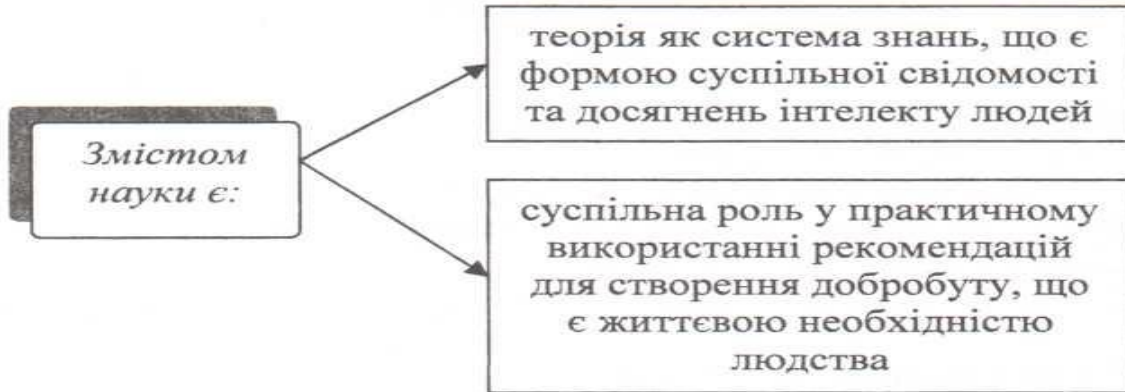 Змістом
науки є:
теорія як система знань, що є
формою суспільної свідомості
та досягнень інтелекту людей
суспільна роль у практичному
використанні рекомендацій
для створення добробуту, що
є життєвою необхідністю
людства